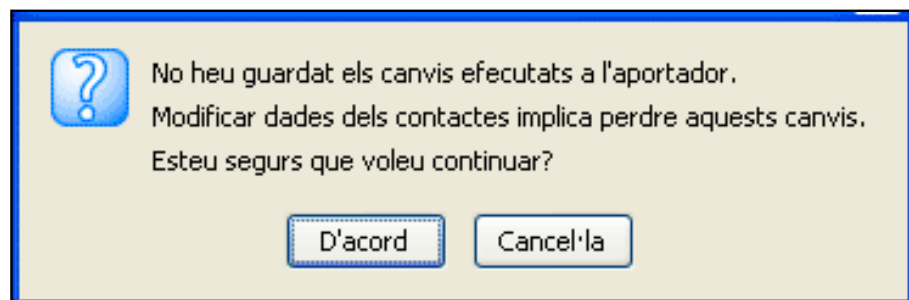 No heu guardat els canvis efecutats a l'aportador.
Modificar dades dels contactes implica perdre aquests canvis.
Esteu segurs que voleu continuar?
D'acord
Cancel·la